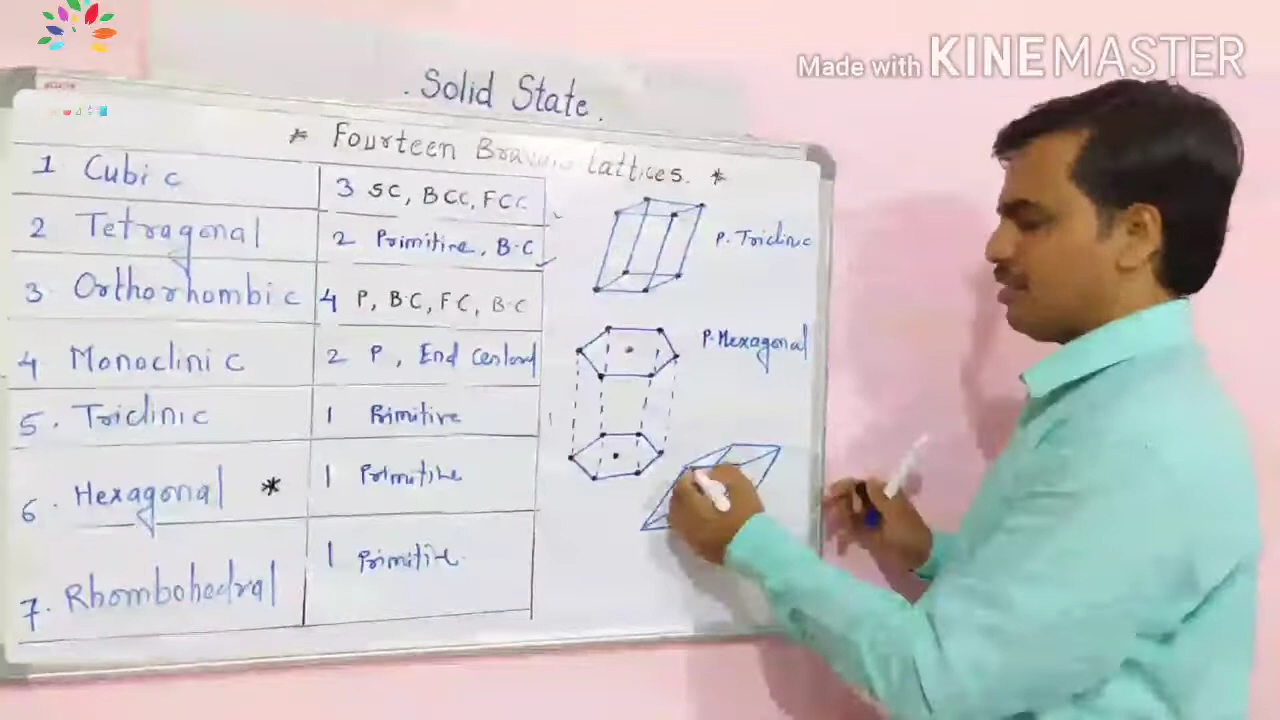 Made with KINEMASTER
. Solid State .
* Fourteen Bravais Lattices. *
1 Cubic
3 SC, BCC, FCC
2 Tetragonal
2 Primitive, B.C
3. Orthorhombic
4 P, B.C, FC, B.C
4 Monoclinic
2 P, End
5. Triclinic
1 Primitive
6. Hexagonal *
1 Primitive
7. Rhombohedral
1 Primitive.
P. Triclinic
P. Hexagonal